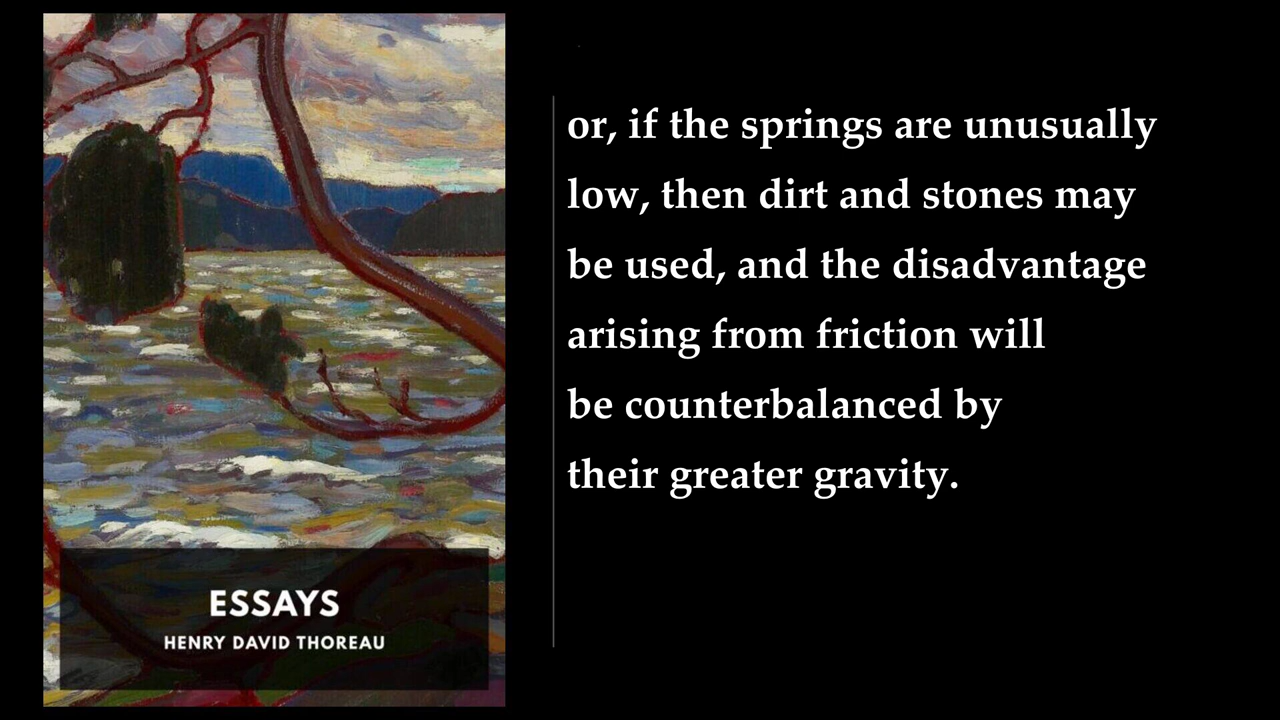 or, if the springs are unusually
low, then dirt and stones may
be used, and the disadvantage
arising from friction will
be counterbalanced by
their greater gravity.
ESSAYS
HENRY DAVID THOREAU